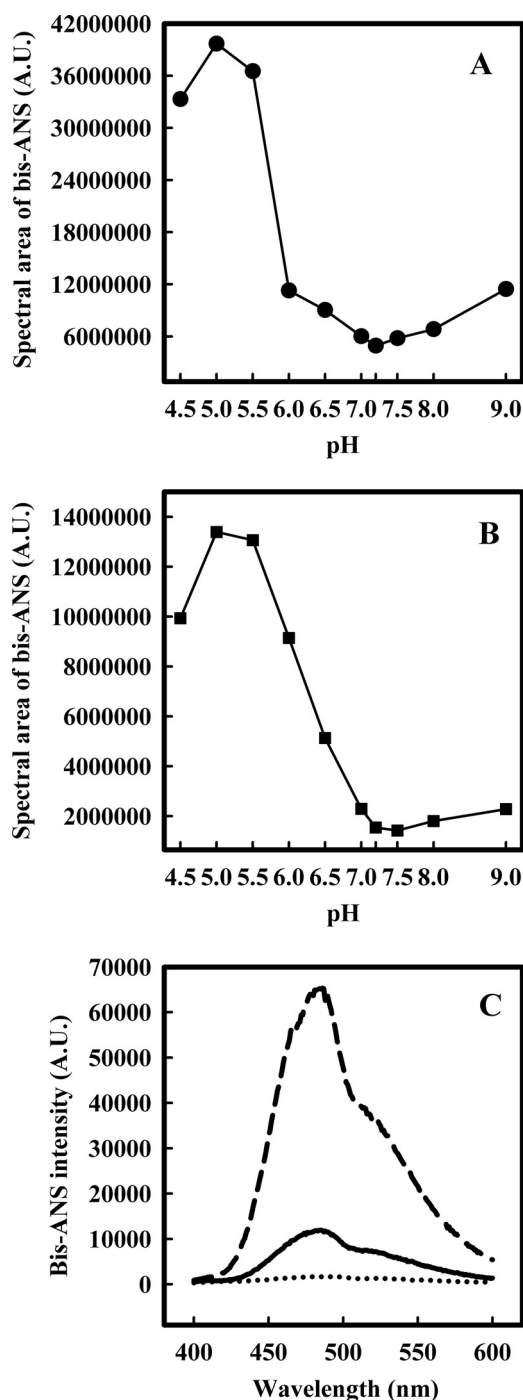 42000000
36000000
30000000
24000000
18000000
12000000
6000000
Spectral area of bis-ANS (A.U.)
A
4.5 5.0 5.5 6.0 6.5 7.0 7.5 8.0 9.0
pH
14000000
12000000
10000000
8000000
6000000
4000000
2000000
Spectral area of bis-ANS (A.U.)
B
4.5 5.0 5.5 6.0 6.5 7.0 7.5 8.0 9.0
pH
70000
60000
50000
40000
30000
20000
10000
0
Bis-ANS intensity (A.U.)
C
400 450 500 550 600
Wavelength (nm)